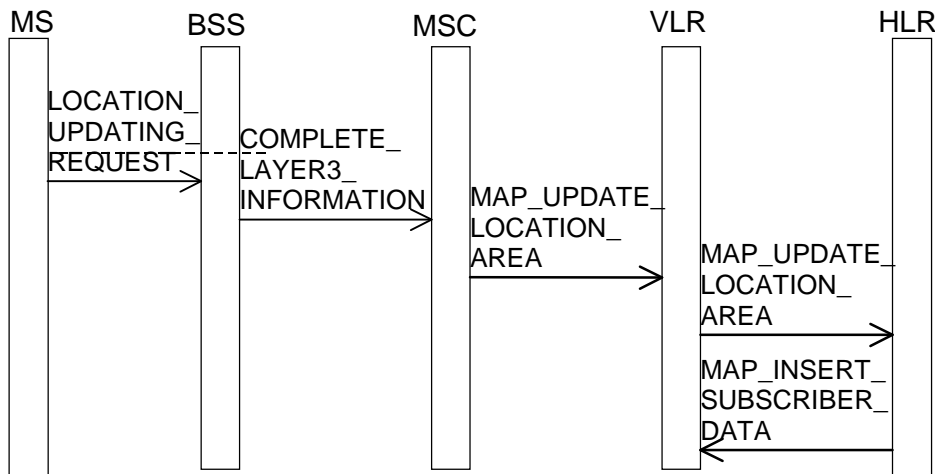 MS
BSS
MSC
VLR
HLR
LOCATION_
UPDATING_
REQUEST
COMPLETE_
LAYER3_
INFORMATION
MAP_UPDATE_
LOCATION_
AREA
MAP_UPDATE_
LOCATION_
AREA
MAP_INSERT_
SUBSCRIBER_
DATA